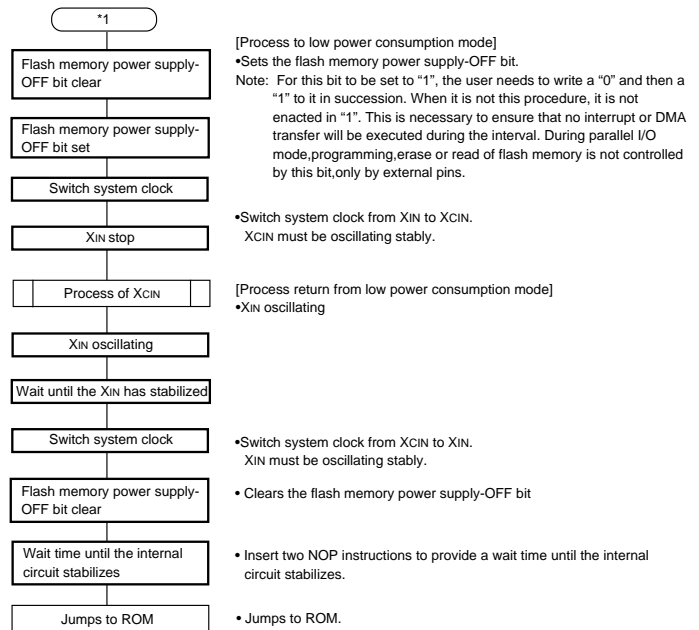 *1
Flash memory power supply-
OFF bit clear
Flash memory power supply-
OFF bit set
Switch system clock
XIN stop
Process of XCIN
XIN oscillating
Wait until the XIN has stabilized
Switch system clock
Flash memory power supply-
OFF bit clear
Wait time until the internal
circuit stabilizes
Jumps to ROM
[Process to low power consumption mode]
•Sets the flash memory power supply-OFF bit.
Note: For this bit to be set to “1”, the user needs to write a “0” and then a
“1” to it in succession. When it is not this procedure, it is not
enacted in “1”. This is necessary to ensure that no interrupt or DMA
transfer will be executed during the interval. During parallel I/O
mode,programming,erase or read of flash memory is not controlled
by this bit,only by external pins.
•Switch system clock from XIN to XCIN.
XCIN must be oscillating stably.
[Process return from low power consumption mode]
•XIN oscillating
•Switch system clock from XCIN to XIN.
XIN must be oscillating stably.
• Clears the flash memory power supply-OFF bit
• Insert two NOP instructions to provide a wait time until the internal
circuit stabilizes.
• Jumps to ROM.